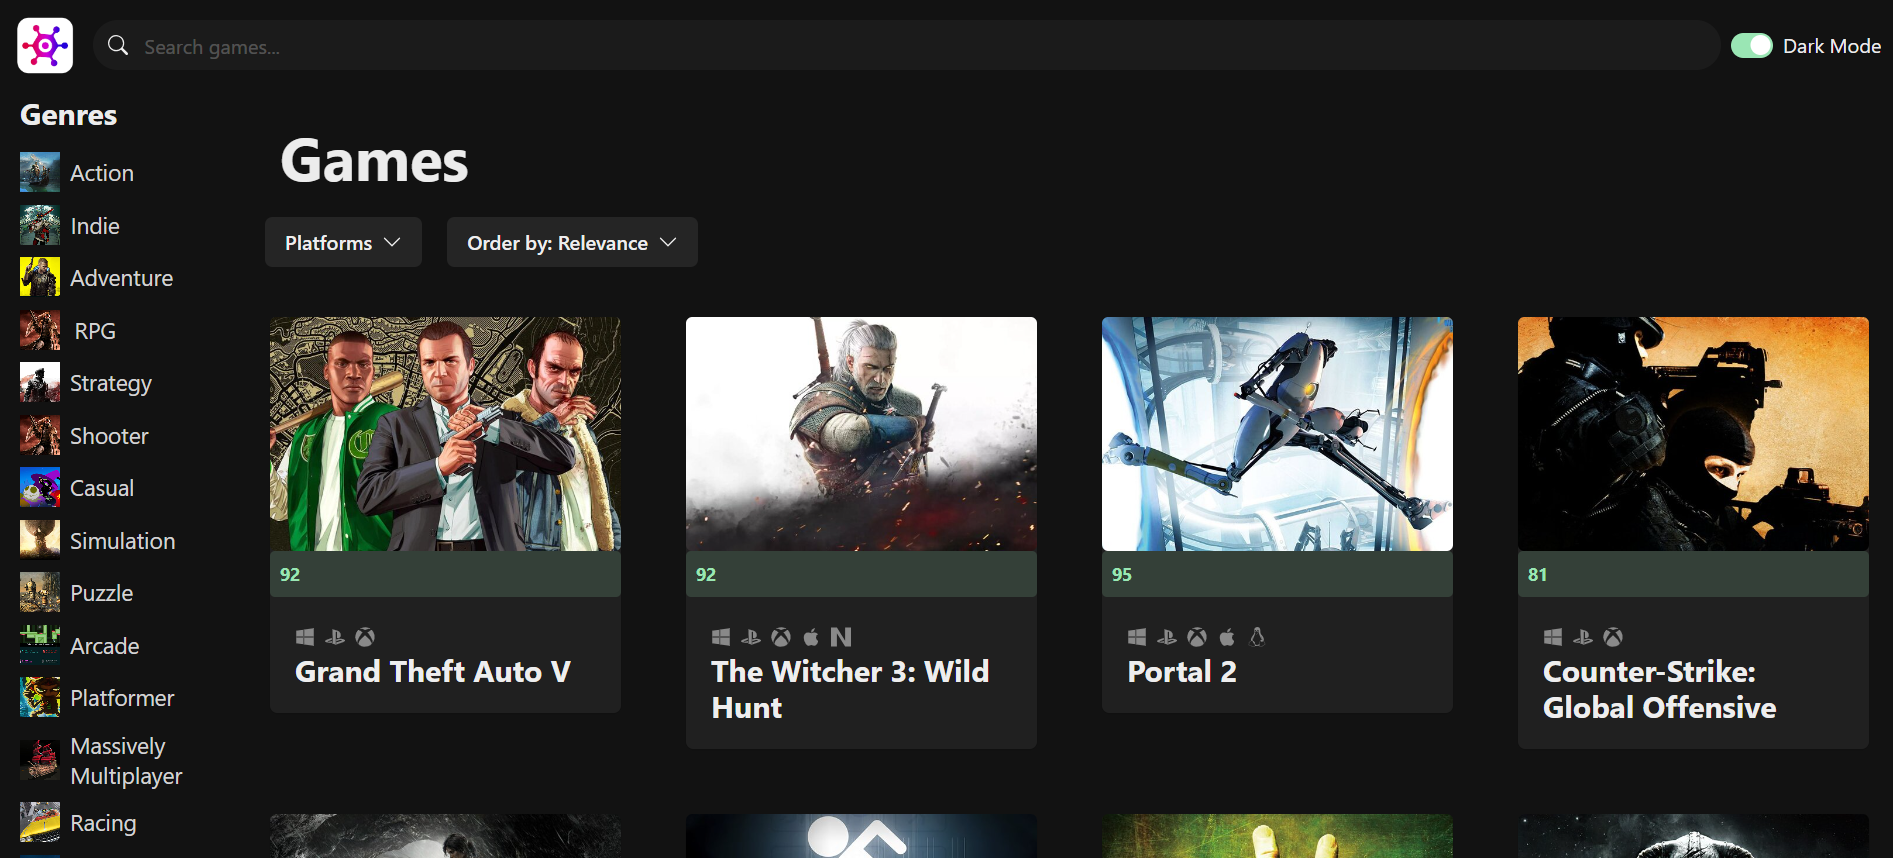 Search games...
Dark Mode
Genres
Action
Indie
Adventure
RPG
Strategy
Shooter
Casual
Simulation
Puzzle
Arcade
Platformer
Massively
Multiplayer
Racing
Games
Platforms
Order by: Relevance
92
Grand Theft Auto V
92
The Witcher 3: Wild
Hunt
95
Portal 2
81
Counter-Strike:
Global Offensive